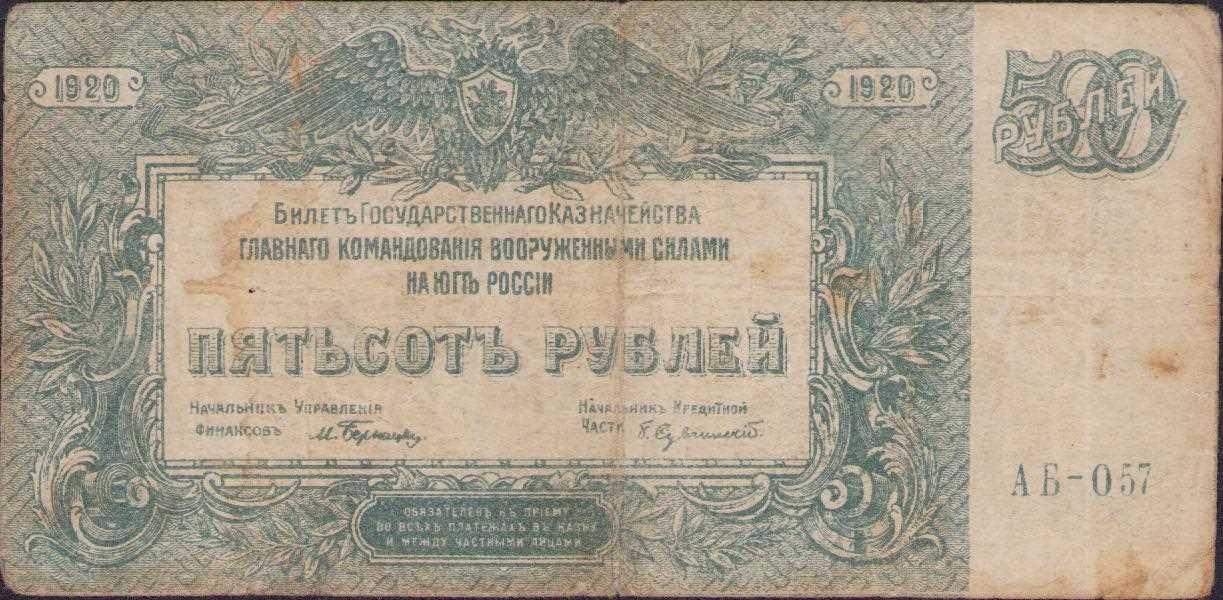 1920
1920
500
РУБЛЕЙ
БИЛЕТЪ ГОСУДАРСТВЕННАГО КАЗНАЧЕЙСТВА
ГЛАВНАГО КОМАНДОВАНІЯ ВООРУЖЕННЫМИ СИЛАМИ
НА ЮГѢ РОССІИ
ПЯТЬСОТЪ РУБЛЕЙ
НАЧАЛЬНИКЪ УПРАВЛЕНІЯ
ФИНАНСОВЪ
НАЧАЛЬНИКЪ КРЕДИТНОЙ
ЧАСТИ П. Сувчинскій.
АБ-057
ОБЯЗАТЕЛЕНЪ КЪ ПРІЕМУ
ВО ВСѢХЪ ПЛАТЕЖАХЪ ВЪ КАЗНУ
И МЕЖДУ ЧАСТНЫМИ ЛИЦАМИ